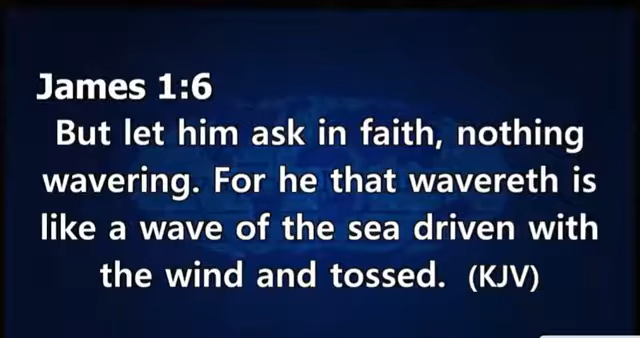 James 1:6
But let him ask in faith, nothing
wavering. For he that wavereth is
like a wave of the sea driven with
the wind and tossed. (KJV)